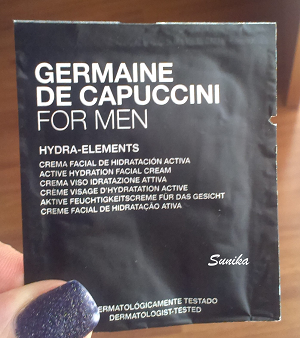 GERMAINE
DE CAPUCCINI
FOR MEN
HYDRA-ELEMENTS
CREMA FACIAL DE HIDRATACIÓN ACTIVA
ACTIVE HYDRATION FACIAL CREAM
CREMA VISO IDRATAZIONE ATTIVA
CREME VISAGE D'HYDRATATION ACTIVE
AKTIVE FEUCHTIGKEITSCREME FÜR DAS GESICHT
CREME FACIAL DE HIDRATAÇÃO ATIVA
Sunika
ERMATOLÓGICAMENTE TESTADO
DERMATOLOGIST-TESTED